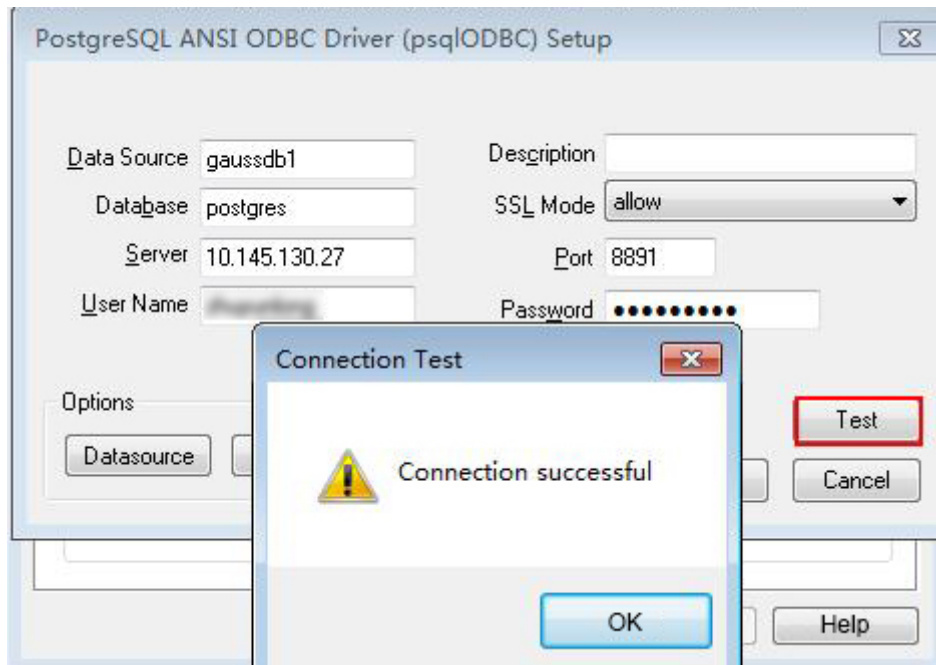 PostgreSQL ANSI ODBC Driver (psqlODBC) Setup
Data Source gaussdb1 Description
Database postgres SSL Mode allow
Server 10.145.130.27 Port 8891
User Name Password •••••••••
Connection Test
Options
Test
Datasource
Connection successful
Cancel
OK
Help